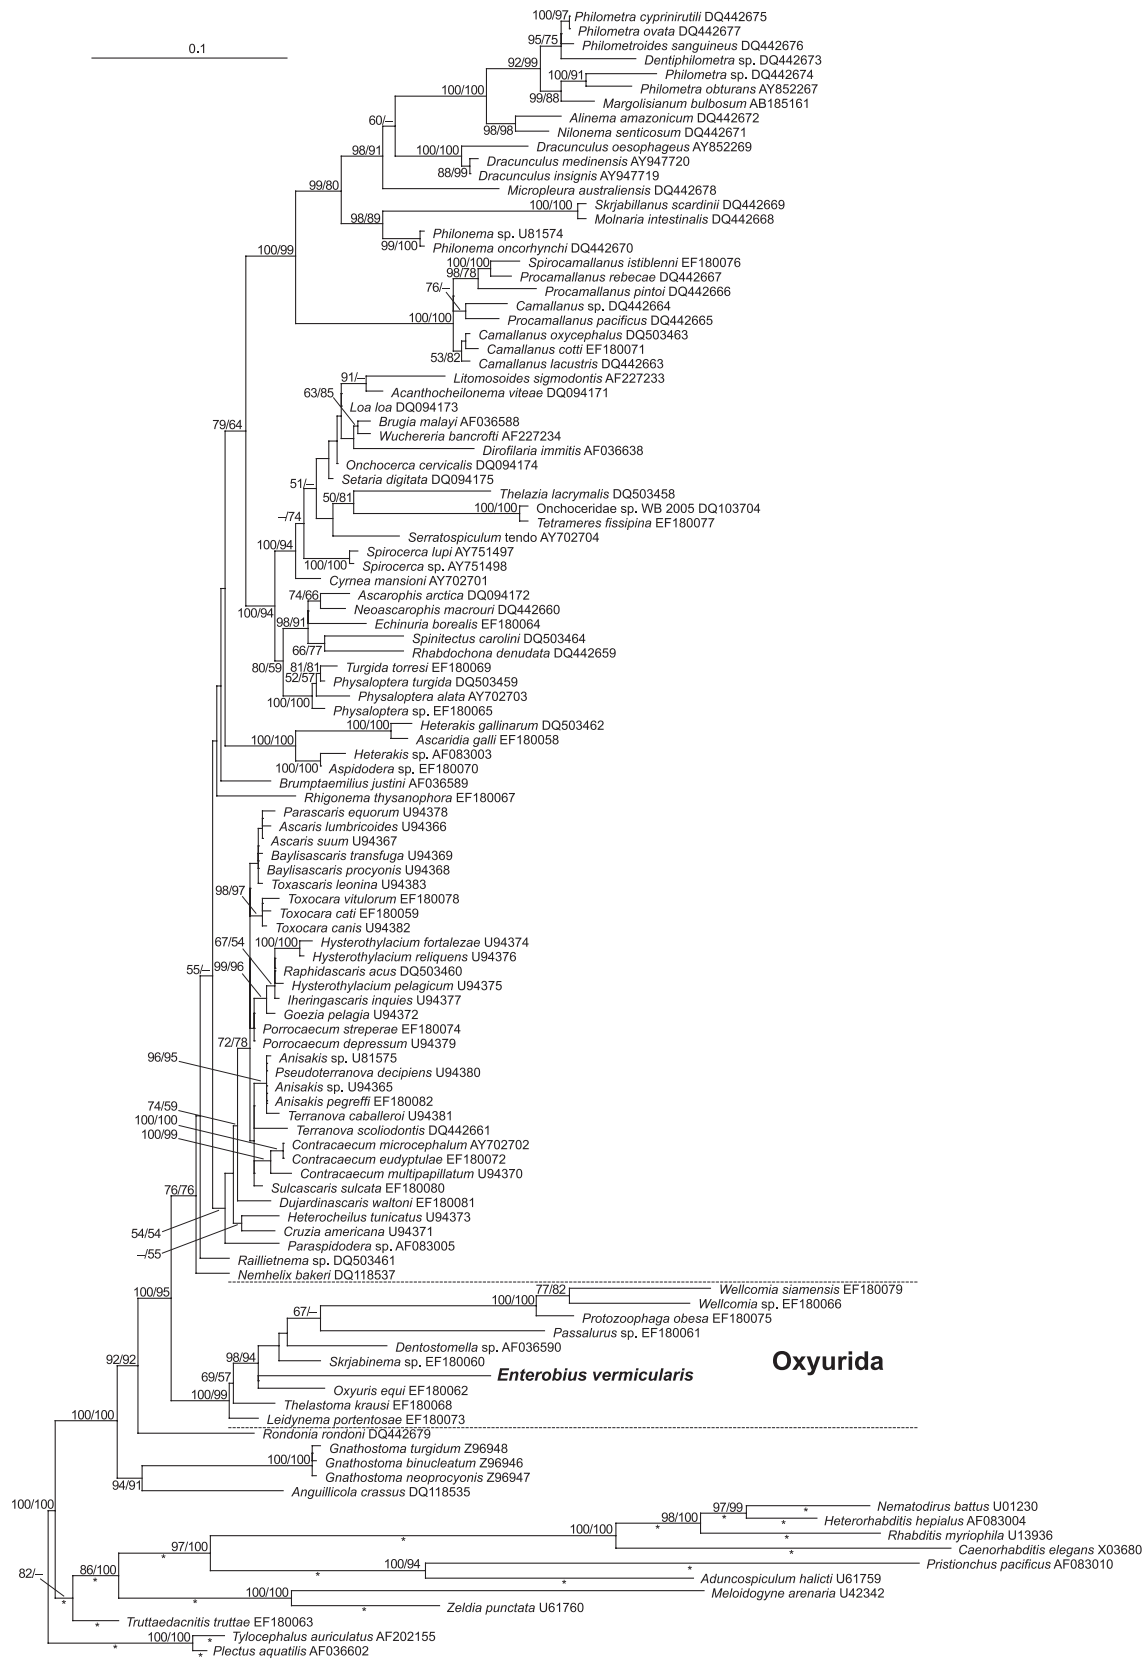 100/97 Philometra cyprinirutili DQ442675
Philometra ovata DQ442677
0.1
95/75 Philometroides sanguineus DQ442676
Dentiphilometra sp. DQ442673
92/99
100/91 Philometra sp. DQ442674
Philometra obturans AY852267
100/100
99/88 Margolisianum bulbosum AB185161
Alinema amazonicum DQ442672
60/–
98/98 Nilonema senticosum DQ442671
Dracunculus oesophageus AY852269
98/91 100/100
Dracunculus medinensis AY947720
88/99 Dracunculus insignis AY947719
99/80
Micropleura australiensis DQ442678
100/100 Skrjabillanus scardinii DQ442669
98/89 Molnaria intestinalis DQ442668
Philonema sp. U81574
99/100 Philonema oncorhynchi DQ442670
100/99
100/100 Spirocamallanus istiblenni EF180076
98/78 Procamallanus rebecae DQ442667
76/– Procamallanus pintoi DQ442666
Camallanus sp. DQ442664
100/100 Procamallanus pacificus DQ442665
Camallanus oxycephalus DQ503463
Camallanus cotti EF180071
53/82 Camallanus lacustris DQ442663
91/– Litomosoides sigmodontis AF227233
63/85 Acanthocheilonema viteae DQ094171
Loa loa DQ094173
79/64 Brugia malayi AF036588
Wuchereria bancrofti AF227234
Dirofilaria immitis AF036638
Onchocerca cervicalis DQ094174
Setaria digitata DQ094175
51/–
50/81 Thelazia lacrymalis DQ503458
100/100 Onchoceridae sp. WB 2005 DQ103704
–/74 Tetrameres fissipina EF180077
Serratospiculum tendo AY702704
100/94 Spirocerca lupi AY751497
100/100 Spirocerca sp. AY751498
Cyrnea mansioni AY702701
74/66 Ascarophis arctica DQ094172
100/94 Neoascarophis macrouri DQ442660
98/91 Echinuria borealis EF180064
Spinitectus carolini DQ503464
66/77 Rhabdochona denudata DQ442659
80/59 81/81 Turgida torresi EF180069
52/57 Physaloptera turgida DQ503459
Physaloptera alata AY702703
100/100 Physaloptera sp. EF180065
100/100 Heterakis gallinarum DQ503462
100/100 Ascaridia galli EF180058
Heterakis sp. AF083003
100/100 Aspidodera sp. EF180070
Brumptaemilius justini AF036589
Rhigonema thysanophora EF180067
Parascaris equorum U94378
Ascaris lumbricoides U94366
Ascaris suum U94367
Baylisascaris transfuga U94369
Baylisascaris procyonis U94368
Toxascaris leonina U94383
98/97 Toxocara vitulorum EF180078
Toxocara cati EF180059
Toxocara canis U94382
67/54 100/100 Hysterothylacium fortalezae U94374
Hysterothylacium reliquens U94376
55/– 99/96 Raphidascaris acus DQ503460
Hysterothylacium pelagicum U94375
Iheringascaris inquies U94377
Goezia pelagia U94372
Porrocaecum streperae EF180074
72/78 Porrocaecum depressum U94379
96/95 Anisakis sp. U81575
Pseudoterranova decipiens U94380
Anisakis sp. U94365
Anisakis pegreffi EF180082
74/59 Terranova caballeroi U94381
100/100 Terranova scoliodontis DQ442661
100/99 Contracaecum microcephalum AY702702
Contracaecum eudyptulae EF180072
Contracaecum multipapillatum U94370
76/76 Sulcascaris sulcata EF180080
Dujardinascaris waltoni EF180081
Heterocheilus tunicatus U94373
54/54 Cruzia americana U94371
–/55 Paraspidodera sp. AF083005
Raillietnema sp. DQ503461
Nemhelix bakeri DQ118537
100/95 77/82 Wellcomia siamensis EF180079
100/100 Wellcomia sp. EF180066
67/– Protozoophaga obesa EF180075
Passalurus sp. EF180061
Dentostomella sp. AF036590
92/92 98/94 Skrjabinema sp. EF180060
Oxyurida
69/57 Enterobius vermicularis
100/99 Oxyuris equi EF180062
Thelastoma krausi EF180068
100/100 Leidynema portentosae EF180073
Rondonia rondoni DQ442679
Gnathostoma turgidum Z96948
100/100 Gnathostoma binucleatum Z96946
94/91 Gnathostoma neoprocyonis Z96947
Anguillicola crassus DQ118535
100/100
97/99 * Nematodirus battus U01230
98/100 * * Heterorhabditis hepialus AF083004
100/100 * * Rhabditis myriophila U13936
97/100 * * Caenorhabditis elegans X03680
82/– 86/100 * 100/94 * Pristionchus pacificus AF083010
* * * Aduncospiculum halicti U61759
100/100 * Meloidogyne arenaria U42342
* * * Zeldia punctata U61760
* Truttaedacnitis truttae EF180063
100/100 * Tylocephalus auriculatus AF202155
* * Plectus aquatilis AF036602